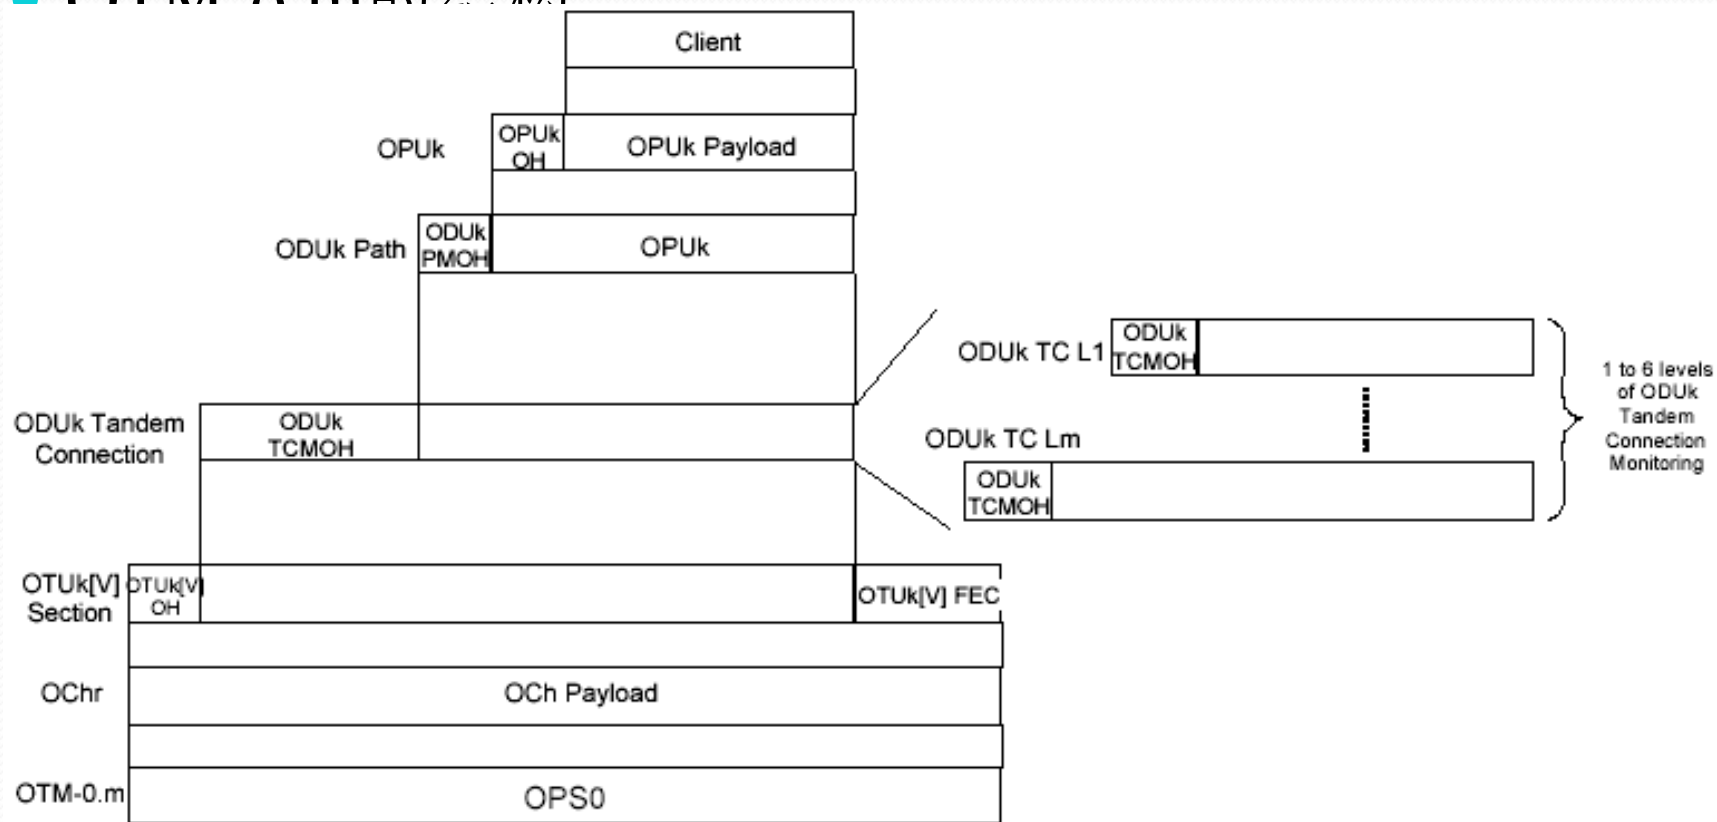 Client
OPUk
OPUk
OH
OPUk Payload
ODUk Path
ODUk
PMOH
OPUk
ODUk TC L1
ODUk
TCMOH
ODUk Tandem
Connection
ODUk
TCMOH
ODUk TC Lm
ODUk
TCMOH
1 to 6 levels
of ODUk
Tandem
Connection
Monitoring
OTUk[V]
Section
OTUk[V]
OH
OTUk[V] FEC
OChr
OCh Payload
OTM-0.m
OPS0